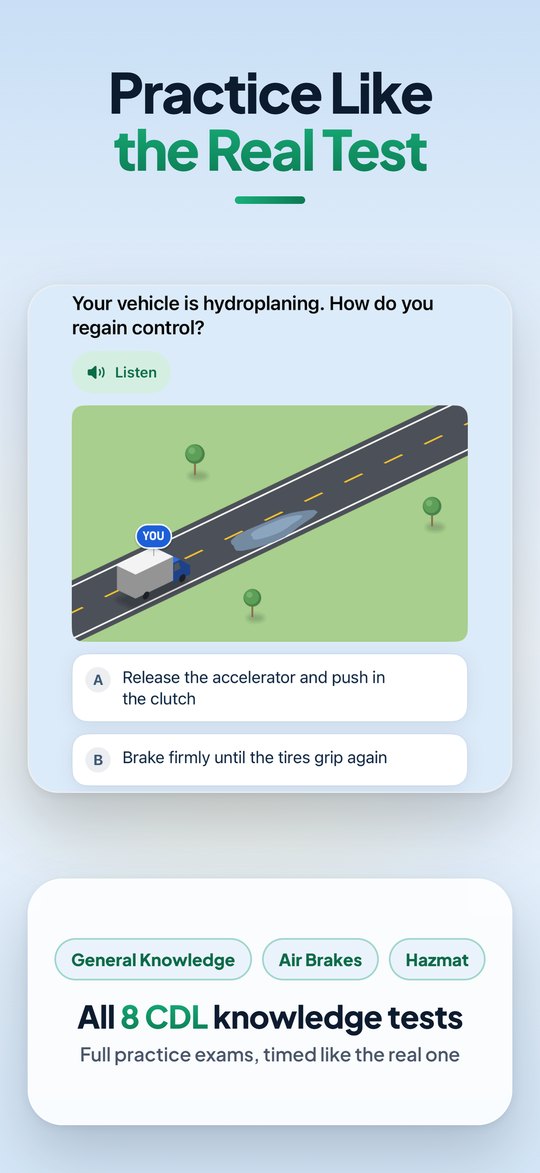 Practice Like
the Real Test
Your vehicle is hydroplaning. How do you
regain control?
Listen
YOU
A Release the accelerator and push in
the clutch
B Brake firmly until the tires grip again
General Knowledge Air Brakes Hazmat
All 8 CDL knowledge tests
Full practice exams, timed like the real one